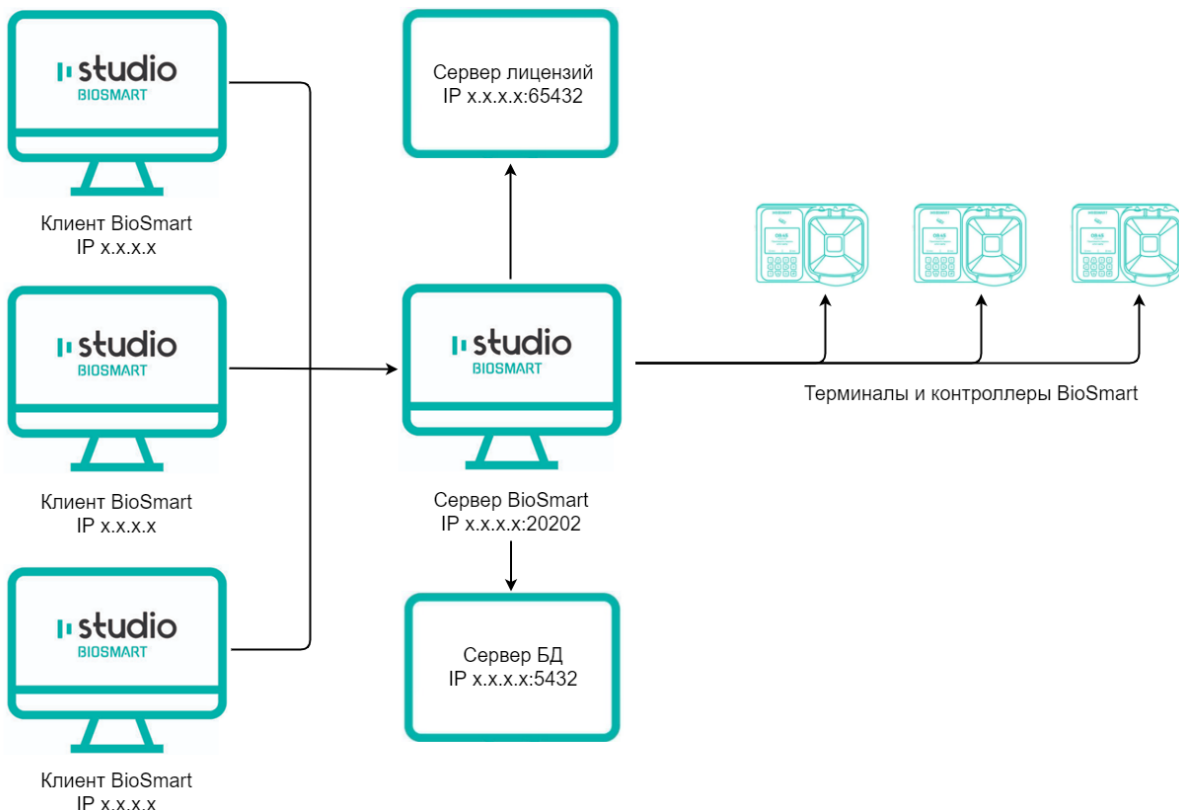 studio
BIOSMART
Клиент BioSmart
IP x.x.x.x
studio
BIOSMART
Клиент BioSmart
IP x.x.x.x
studio
BIOSMART
Клиент BioSmart
IP x.x.x.x
Сервер лицензий
IP x.x.x.x:65432
studio
BIOSMART
Сервер BioSmart
IP x.x.x.x:20202
Сервер БД
IP x.x.x.x:5432
Терминалы и контроллеры BioSmart